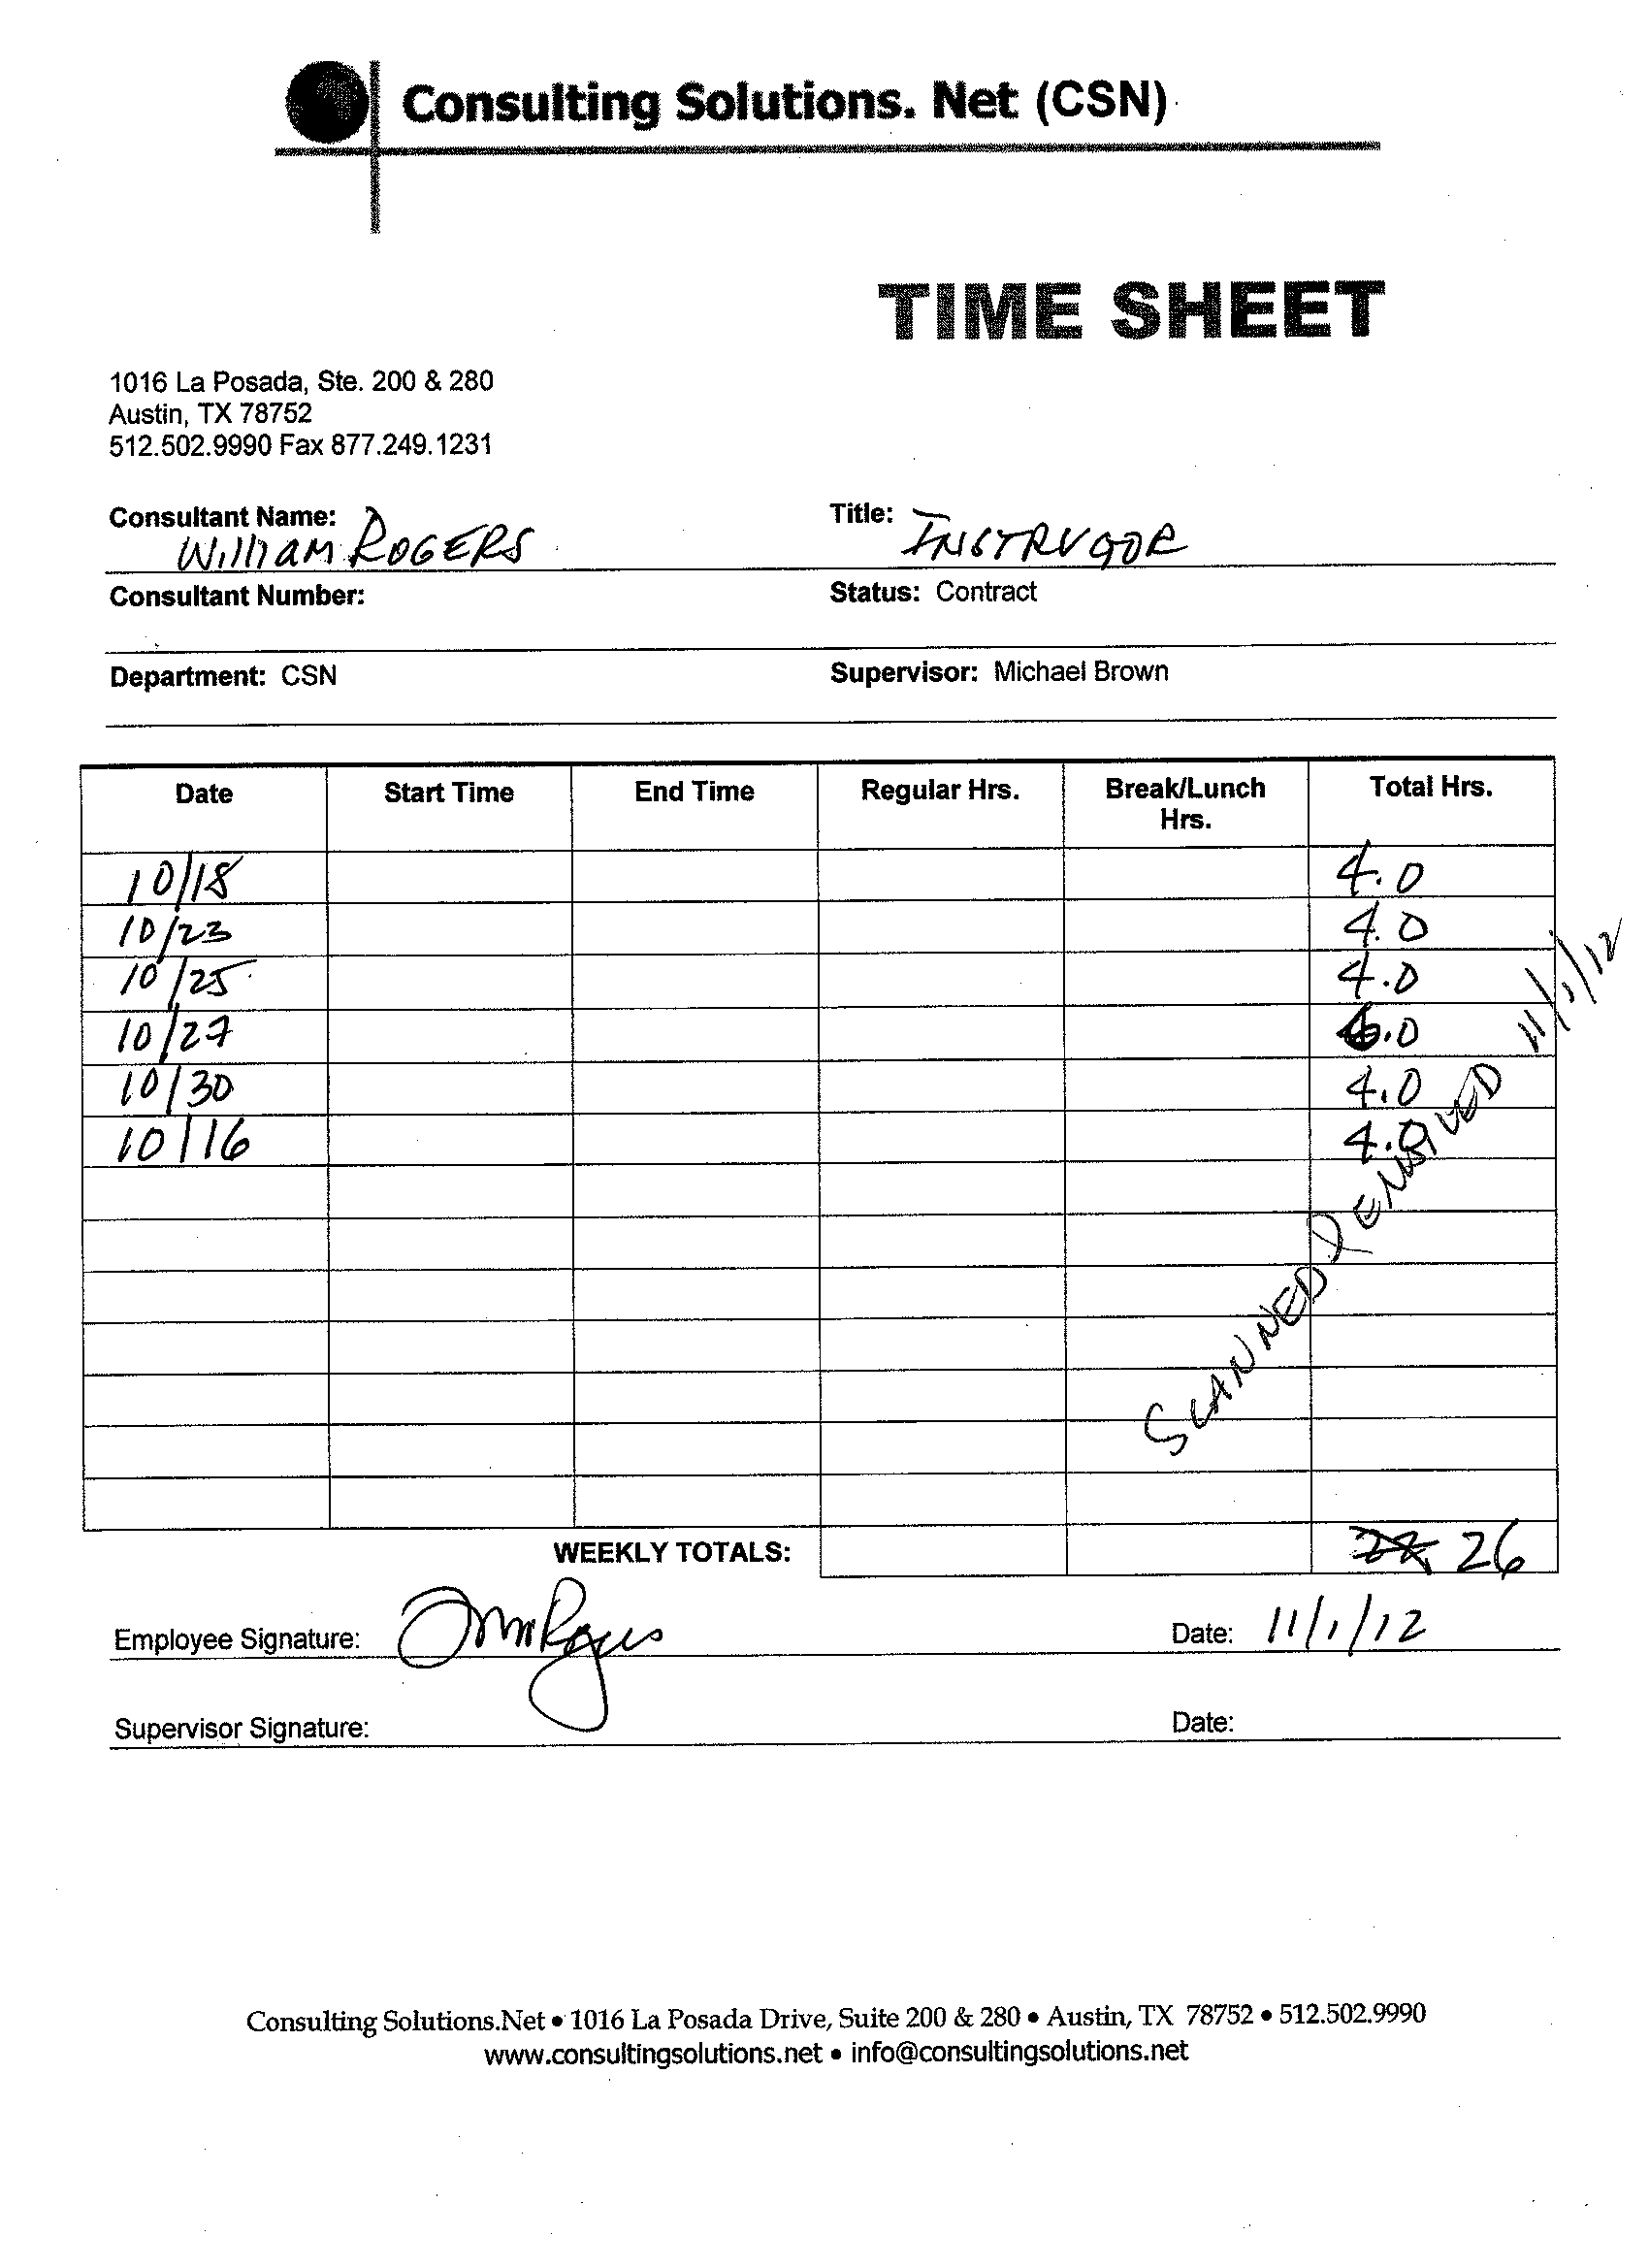 Consulting Solutions. Net (CSN)
TIME SHEET
1016 La Posada, Ste. 200 & 280
Austin, TX 78752
512.502.9990 Fax 877.249.1231
Consultant Name: William ROGERS Title: INSTRUCTOR
Consultant Number: Status: Contract
Department: CSN Supervisor: Michael Brown
Date Start Time End Time Regular Hrs. Break/Lunch Hrs. Total Hrs.
10/18 4.0
10/23 4.0
10/25 4.0
10/27 6.0
10/30 4.0
10/16 4.0
SCANNED & 11/1/12
WEEKLY TOTALS: 26
Employee Signature: Wm Rogers Date: 11/1/12
Supervisor Signature: Date:
Consulting Solutions.Net • 1016 La Posada Drive, Suite 200 & 280 • Austin, TX 78752 • 512.502.9990
www.consultingsolutions.net • info@consultingsolutions.net